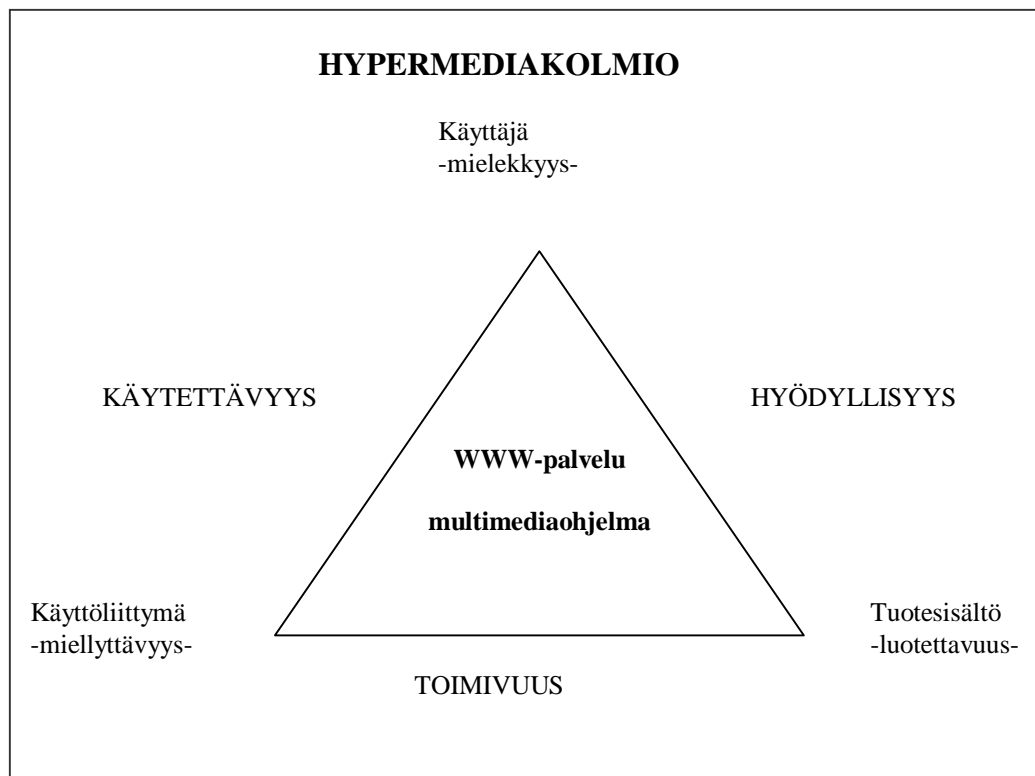 HYPERMEDIAKOLMIO
Käyttäjä
-mielekkyys-
KÄYTETTÄVYYS
HYÖDYLLISYYS
WWW-palvelu
multimediaohjelma
Käyttöliittymä
-miellyttävyys-
Tuotesisältö
-luotettavuus-
TOIMIVUUS